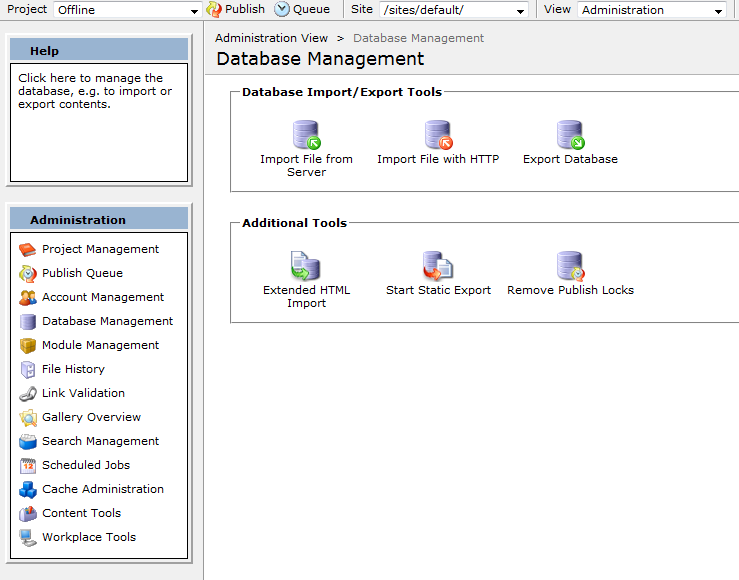 Project Offline Publish Queue Site /sites/default/ View Administration
Help
Click here to manage the
database, e.g. to import or
export contents.
Administration
Project Management
Publish Queue
Account Management
Database Management
Module Management
File History
Link Validation
Gallery Overview
Search Management
12
Scheduled Jobs
Cache Administration
Content Tools
Workplace Tools
Administration View > Database Management
Database Management
Database Import/Export Tools
Import File from
Server
Import File with HTTP
Export Database
Additional Tools
Extended HTML
Import
Start Static Export
Remove Publish Locks